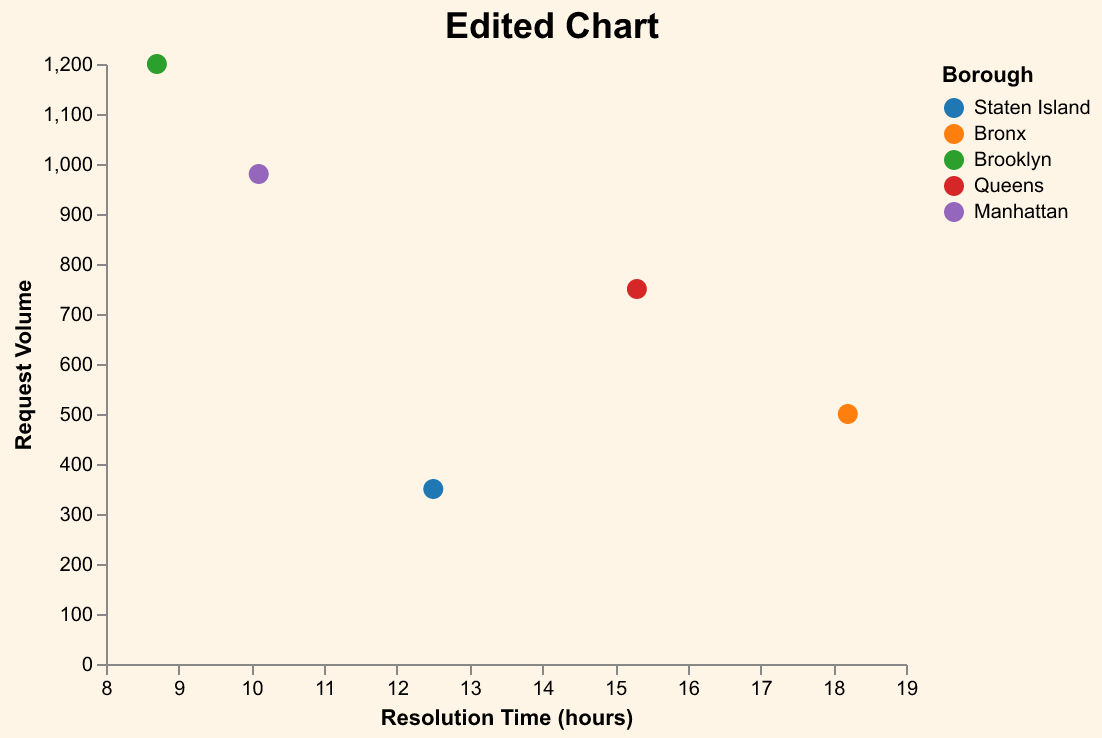 Edited Chart
1,200
1,100
1,000
900
800
700
600
500
400
300
200
100
0
Request Volume
8 9 10 11 12 13 14 15 16 17 18 19
Resolution Time (hours)
Borough
Staten Island
Bronx
Brooklyn
Queens
Manhattan